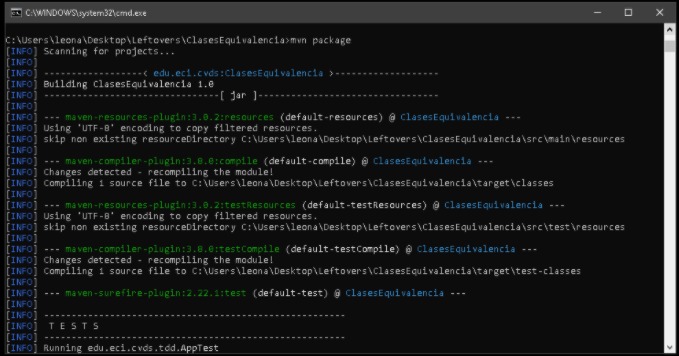 C:\WINDOWS\system32\cmd.exe
C:\Users\leona\Desktop\Leftovers\ClasesEquivalencia>mvn package
[INFO] Scanning for projects...
[INFO]
[INFO] ------------------< edu.eci.cvds:ClasesEquivalencia >-------------------
[INFO] Building ClasesEquivalencia 1.0
[INFO] --------------------------------[ jar ]---------------------------------
[INFO]
[INFO] --- maven-resources-plugin:3.0.2:resources (default-resources) @ ClasesEquivalencia ---
[INFO] Using 'UTF-8' encoding to copy filtered resources.
[INFO] skip non existing resourceDirectory C:\Users\leona\Desktop\Leftovers\ClasesEquivalencia\src\main\resources
[INFO]
[INFO] --- maven-compiler-plugin:3.8.0:compile (default-compile) @ ClasesEquivalencia ---
[INFO] Changes detected - recompiling the module!
[INFO] Compiling 1 source file to C:\Users\leona\Desktop\Leftovers\ClasesEquivalencia\target\classes
[INFO]
[INFO] --- maven-resources-plugin:3.0.2:testResources (default-testResources) @ ClasesEquivalencia ---
[INFO] Using 'UTF-8' encoding to copy filtered resources.
[INFO] skip non existing resourceDirectory C:\Users\leona\Desktop\Leftovers\ClasesEquivalencia\src\test\resources
[INFO]
[INFO] --- maven-compiler-plugin:3.8.0:testCompile (default-testCompile) @ ClasesEquivalencia ---
[INFO] Changes detected - recompiling the module!
[INFO] Compiling 1 source file to C:\Users\leona\Desktop\Leftovers\ClasesEquivalencia\target\test-classes
[INFO]
[INFO] --- maven-surefire-plugin:2.22.1:test (default-test) @ ClasesEquivalencia ---
[INFO]
[INFO] -------------------------------------------------------
[INFO]  T E S T S
[INFO] -------------------------------------------------------
[INFO] Running edu.eci.cvds.tdd.AppTest